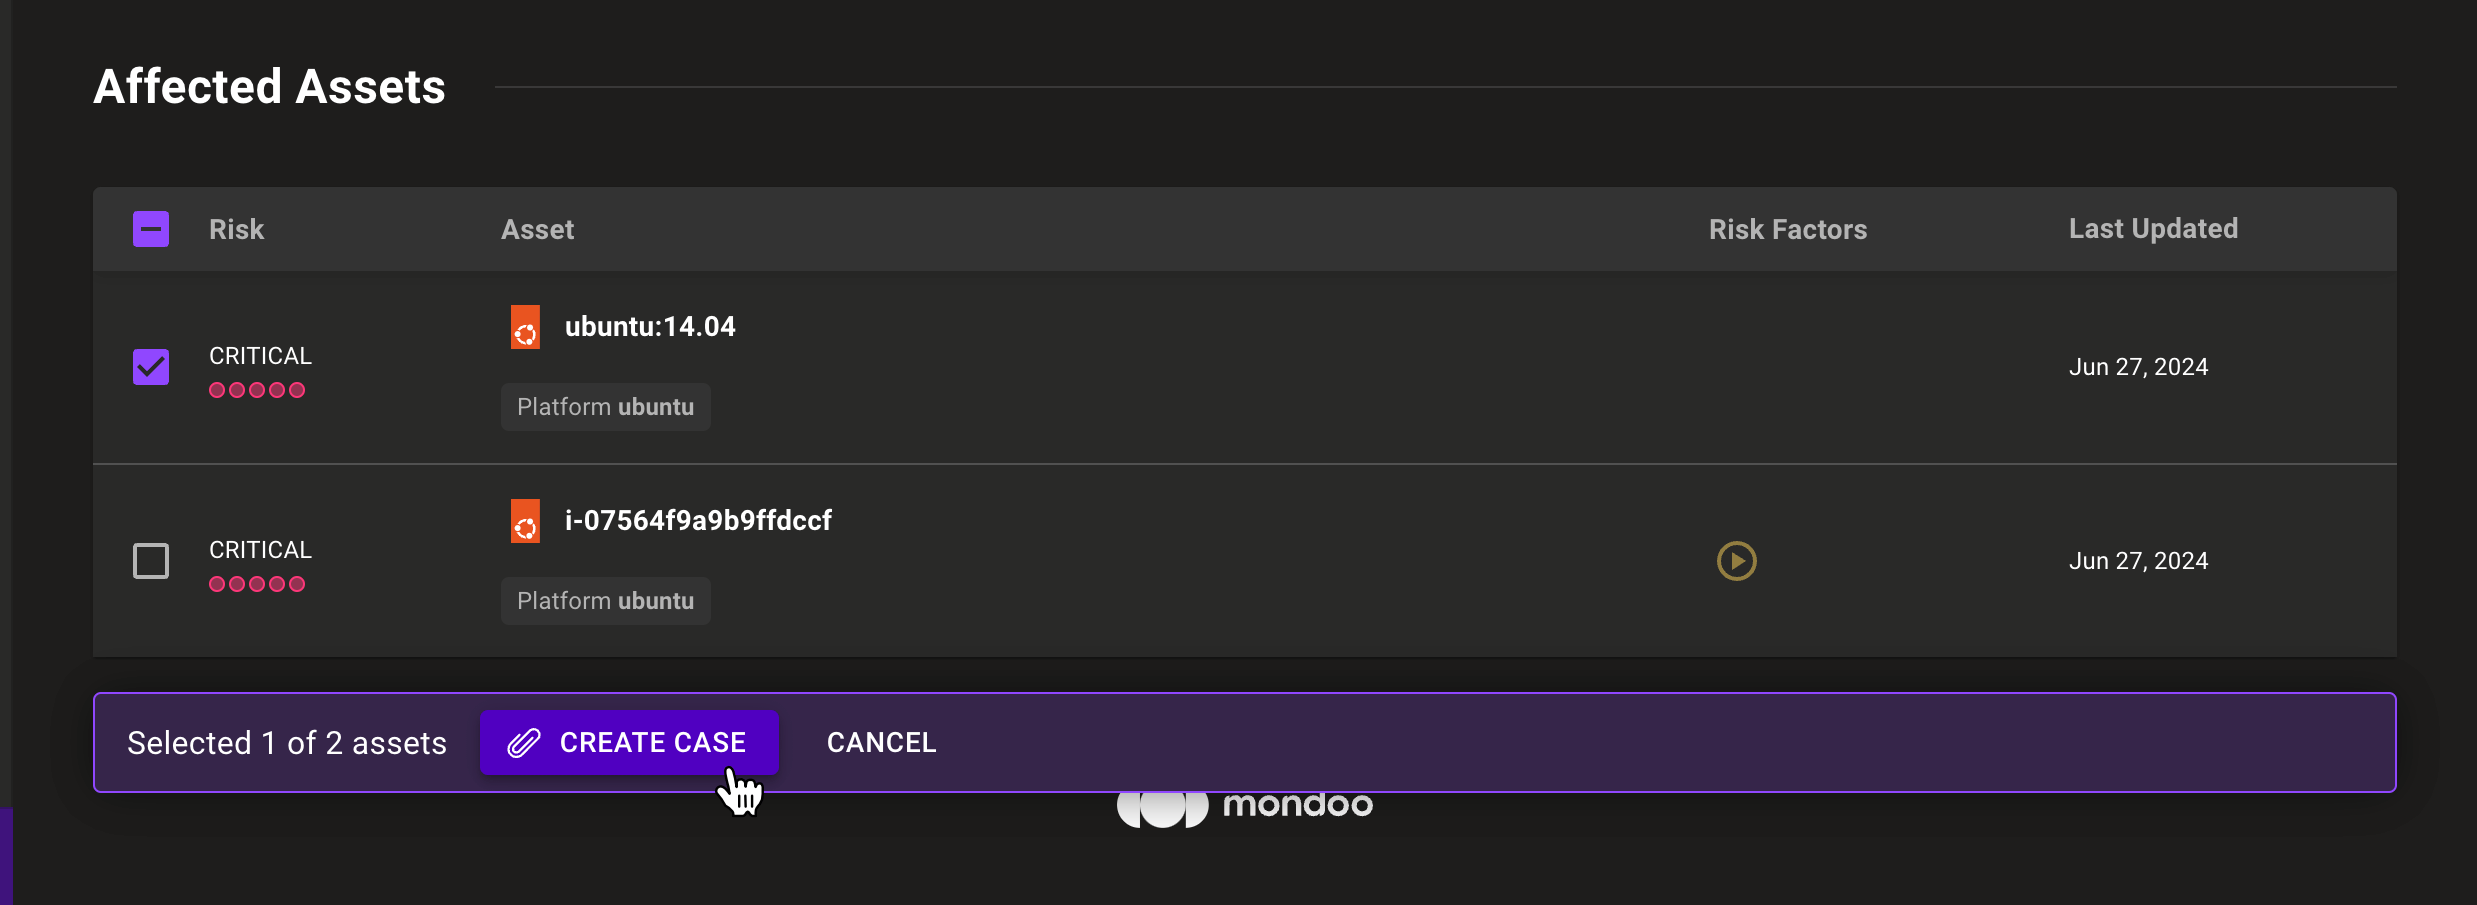 Affected Assets
Risk Asset Risk Factors Last Updated
ubuntu:14.04
CRITICAL
Jun 27, 2024
Platform ubuntu
i-07564f9a9b9ffdccf
CRITICAL
Jun 27, 2024
Platform ubuntu
Selected 1 of 2 assets CREATE CASE CANCEL
mondoo